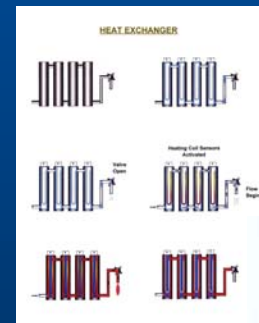 HEAT EXCHANGER
Valve
Open
Heating Coil Sensors
Activated
Flow
Begin